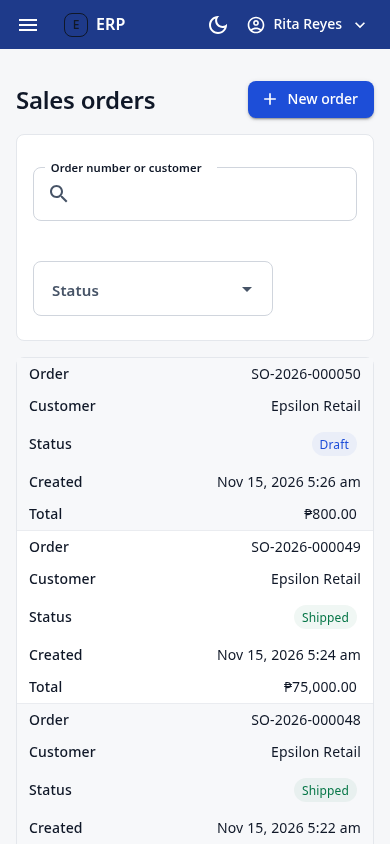 E ERP Rita Reyes
Sales orders
New order
Order number or customer
Status
Order SO-2026-000050
Customer Epsilon Retail
Status Draft
Created Nov 15, 2026 5:26 am
Total ₱800.00
Order SO-2026-000049
Customer Epsilon Retail
Status Shipped
Created Nov 15, 2026 5:24 am
Total ₱75,000.00
Order SO-2026-000048
Customer Epsilon Retail
Status Shipped
Created Nov 15, 2026 5:22 am